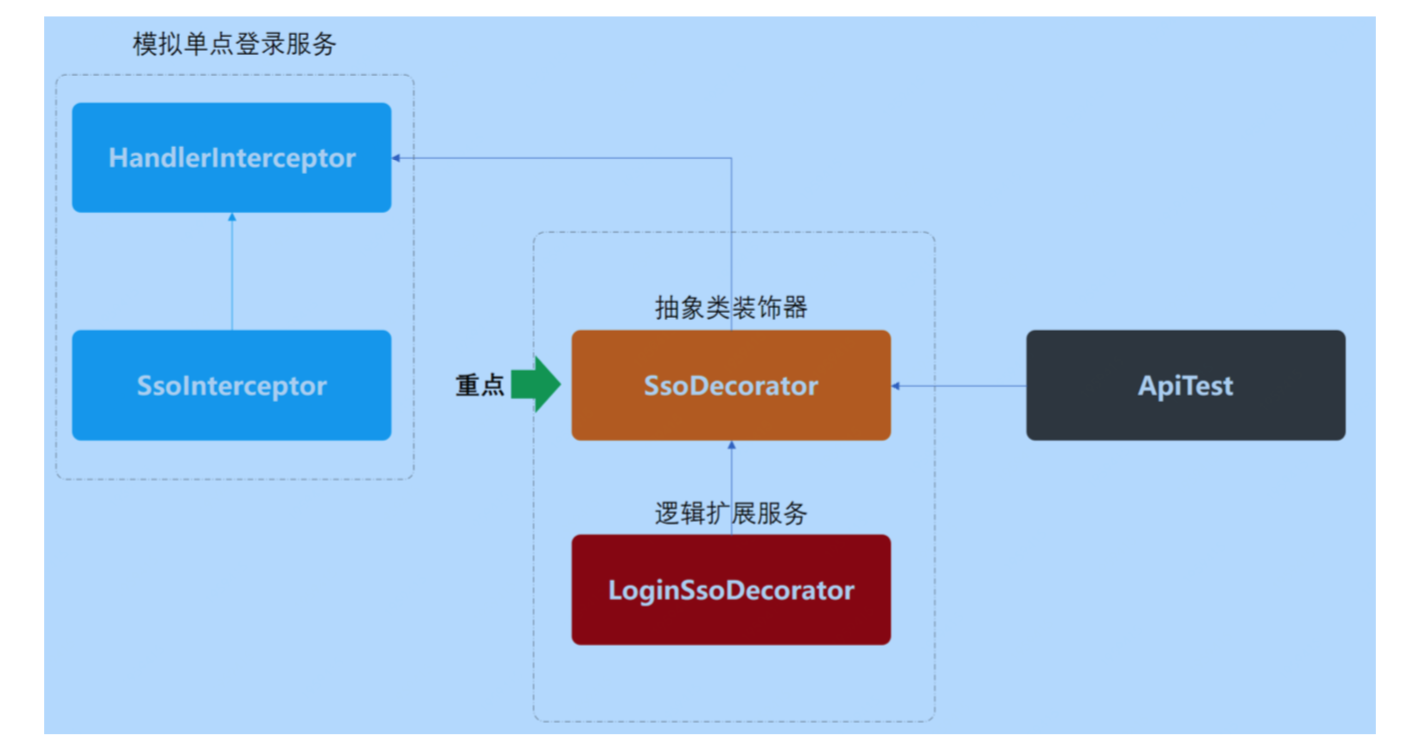 模拟单点登录服务
HandlerInterceptor
SsoInterceptor
重点
抽象类装饰器
SsoDecorator
ApiTest
逻辑扩展服务
LoginSsoDecorator